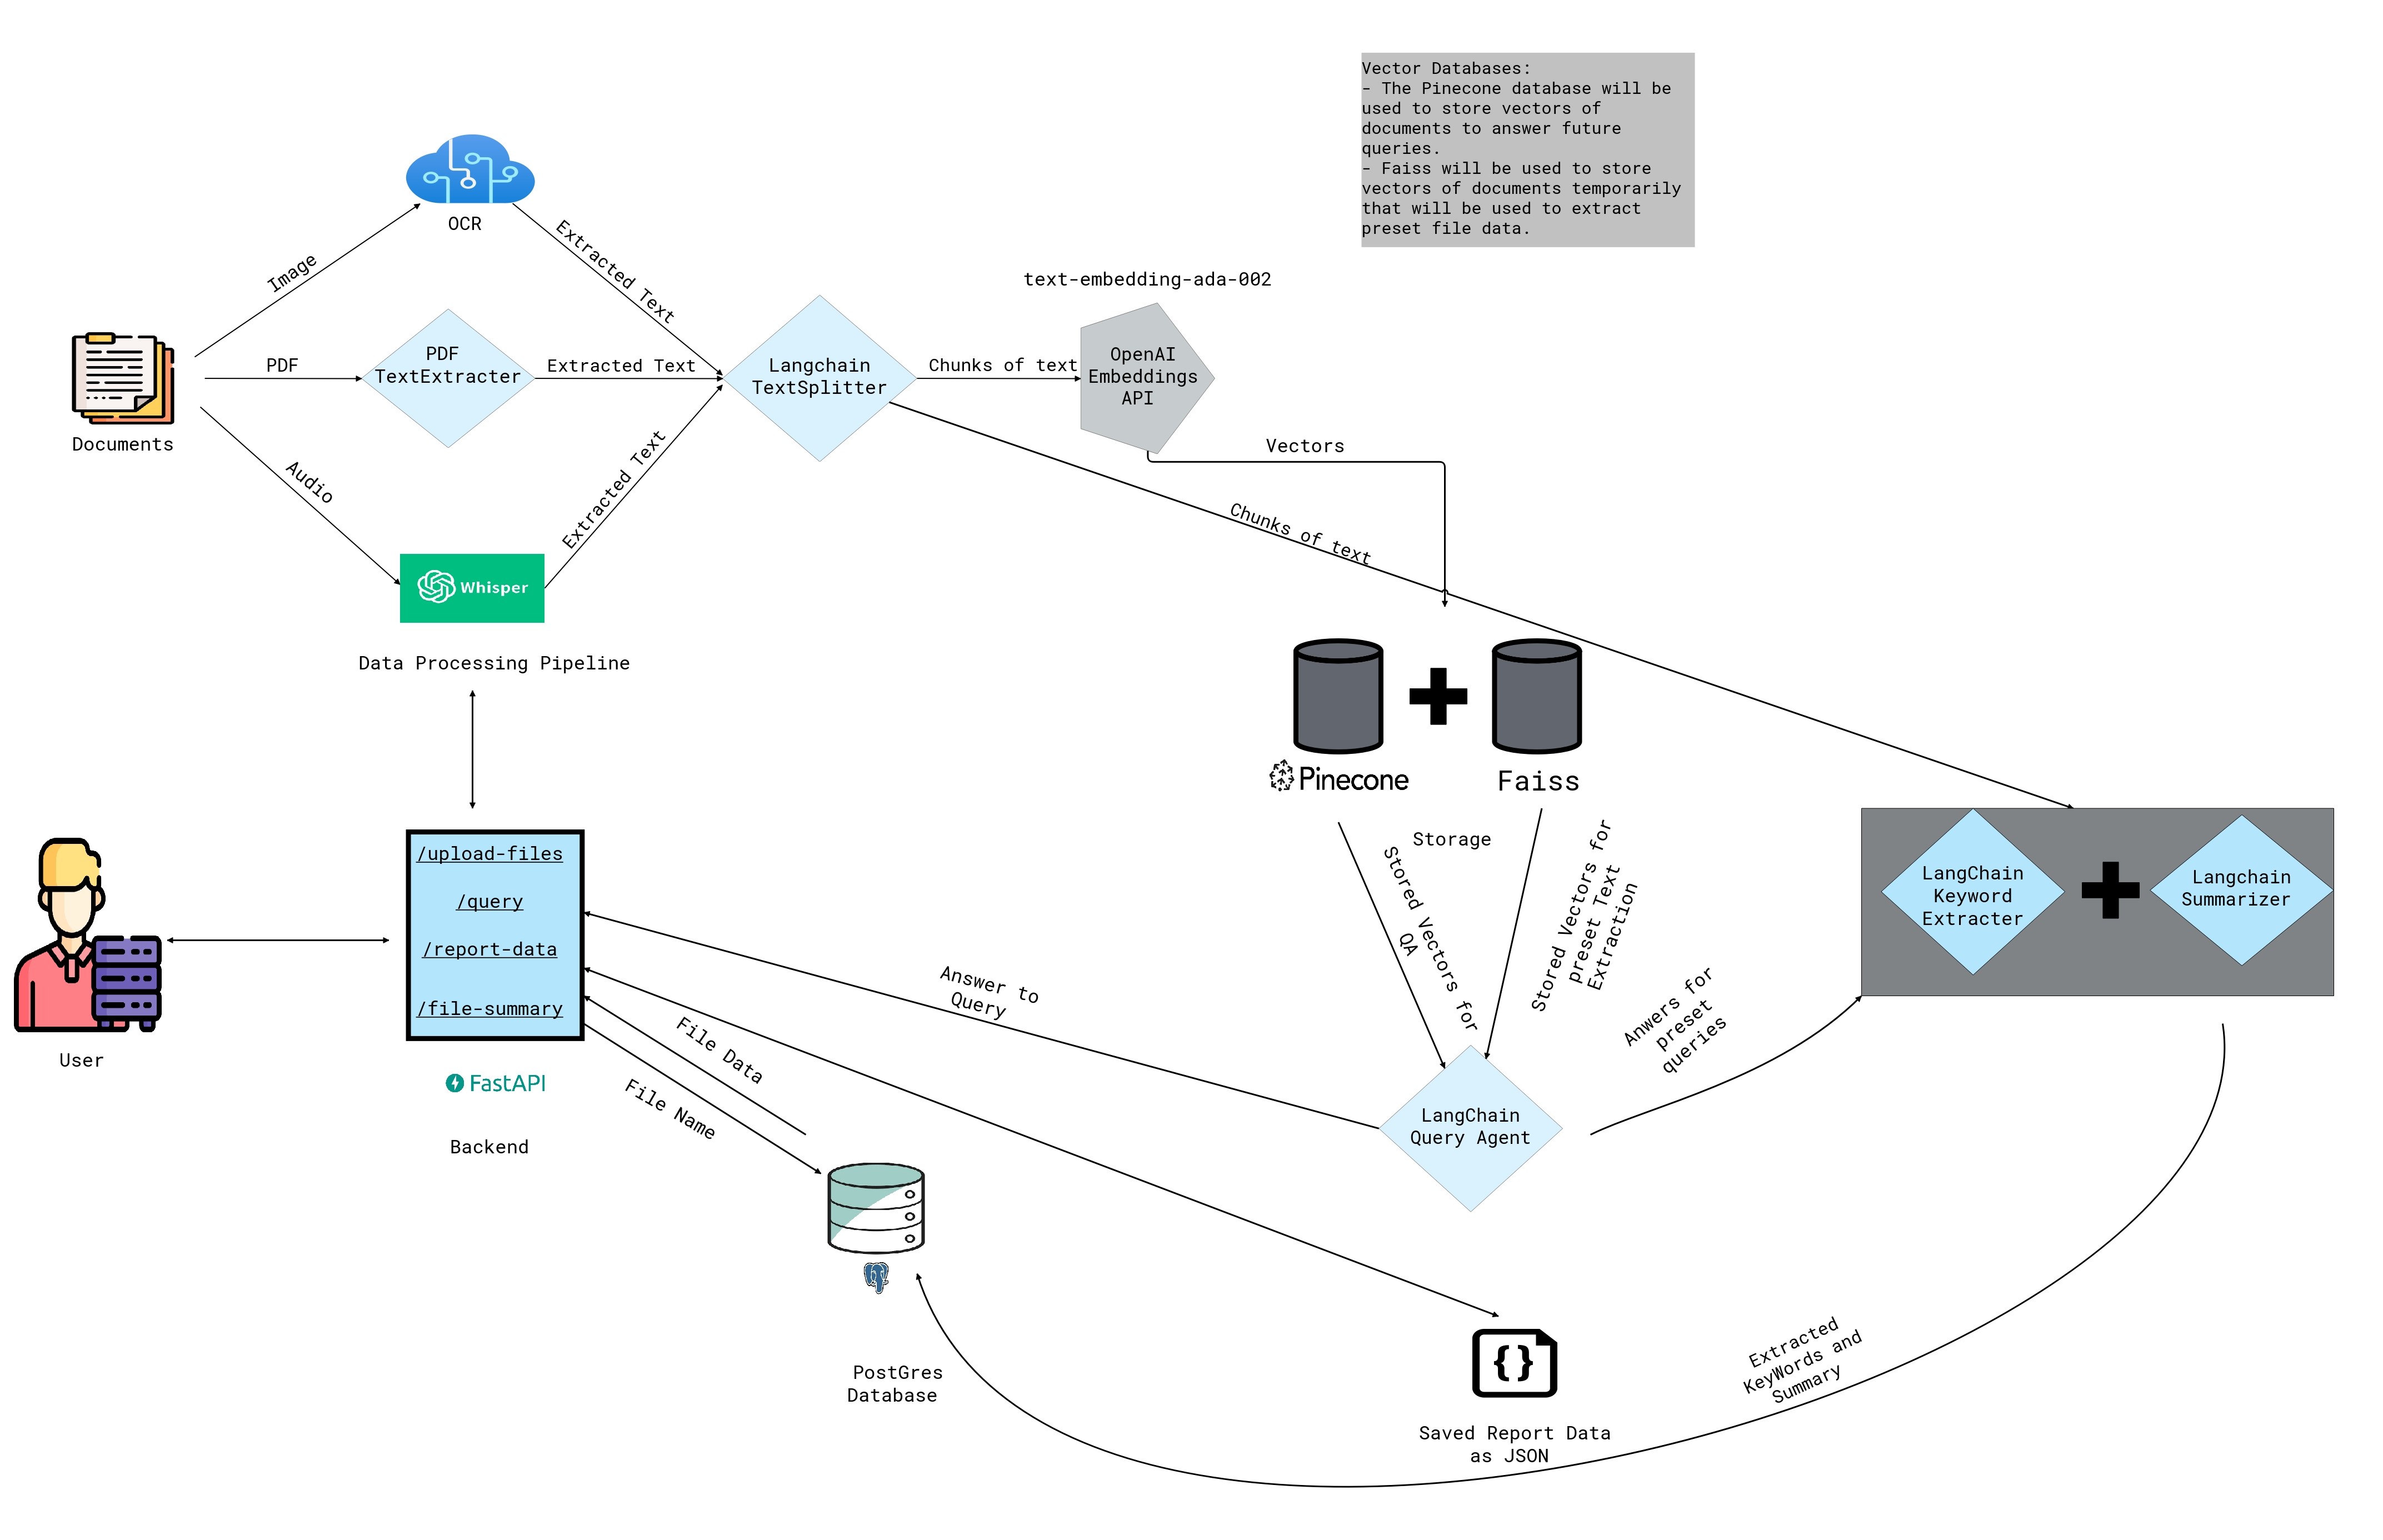 Vector Databases:
- The Pinecone database will be
used to store vectors of
documents to answer future
queries.
- Faiss will be used to store
vectors of documents temporarily
that will be used to extract
preset file data.
OCR
Image
Extracted Text
text-embedding-ada-002
Documents
PDF
PDF
TextExtracter
Extracted Text
Langchain
TextSplitter
Chunks of text
OpenAI
Embeddings
API
Vectors
Audio
Extracted Text
Whisper
Chunks of text
Data Processing Pipeline
Pinecone
Faiss
Storage
Stored Vectors for
QA
Stored Vectors for
preset Text
Extraction
LangChain
Keyword
Extracter
Langchain
Summarizer
/upload-files
/query
/report-data
/file-summary
User
FastAPI
Backend
Answer to
Query
File Data
File Name
Anwers for
preset
queries
LangChain
Query Agent
PostGres
Database
Saved Report Data
as JSON
{}
Extracted
KeyWords and
Summary